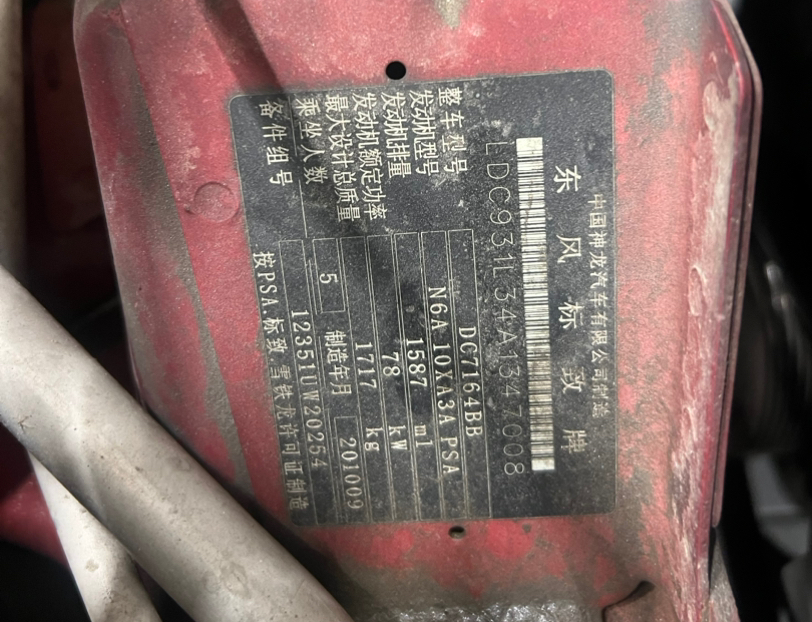 中国神龙汽车有限公司制造
东风标致牌
LDC931L34A1347008
整车型号 DC7164BB
发动机型号 N6A 10XA3A PSA
发动机排量 1587 ml
发动机额定功率 78 kW
最大设计总质量 1717 kg
乘坐人数 5 制造年月 201009
备件组号 12351UW20254
按PSA标致雪铁龙许可证制造